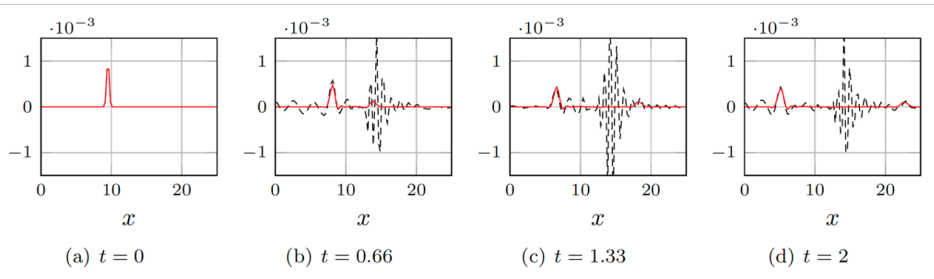 ·10⁻³ ·10⁻³ ·10⁻³ ·10⁻³
1 1 1 1
0 0 0 0
−1 −1 −1 −1
0 10 20 0 10 20 0 10 20 0 10 20
x x x x
(a) t = 0 (b) t = 0.66 (c) t = 1.33 (d) t = 2